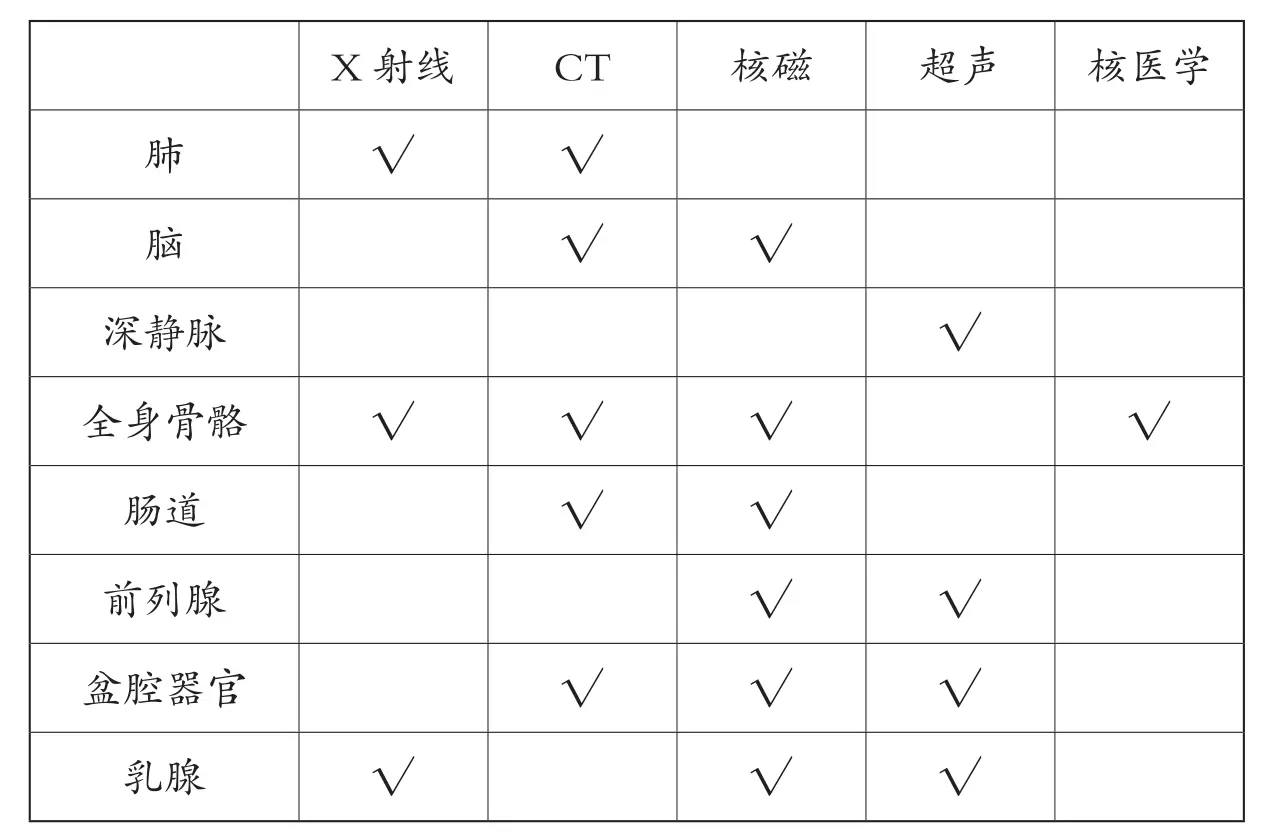 X 射线 CT 核磁 超声 核医学
肺 √ √
脑 √ √
深静脉 √
全身骨骼 √ √ √ √
肠道 √ √
前列腺 √ √
盆腔器官 √ √ √
乳腺 √ √ √